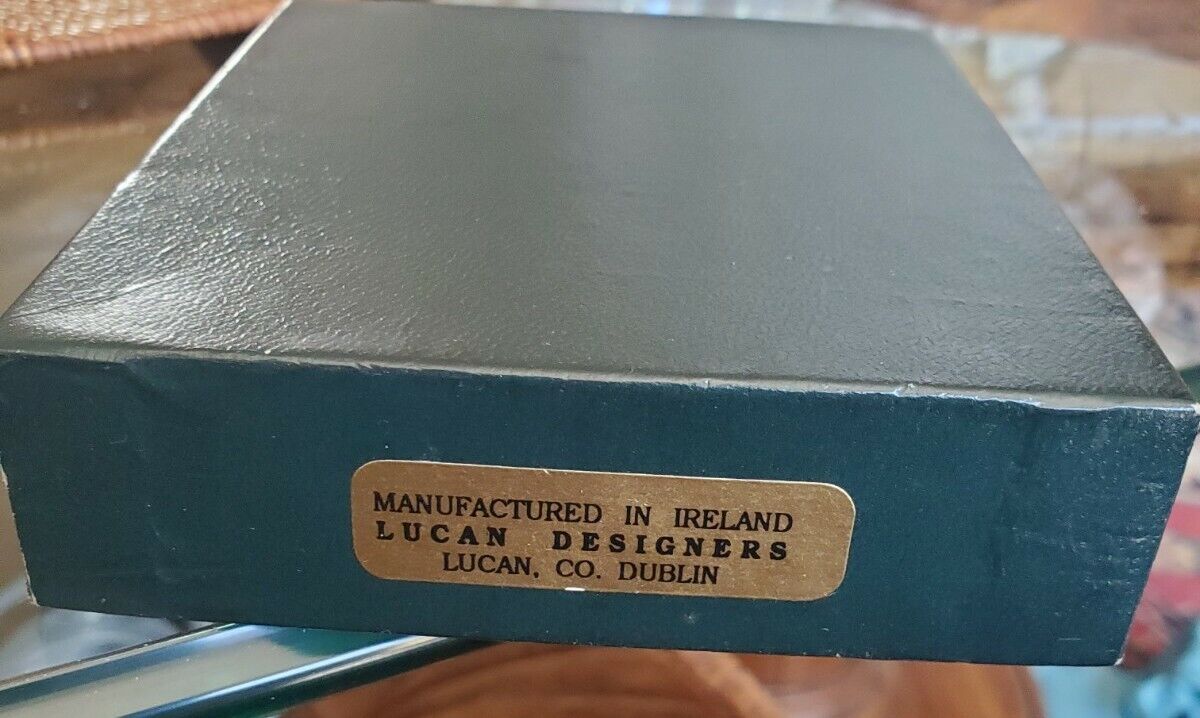 MANUFACTURED IN IRELAND
LUCAN DESIGNERS
LUCAN, CO. DUBLIN